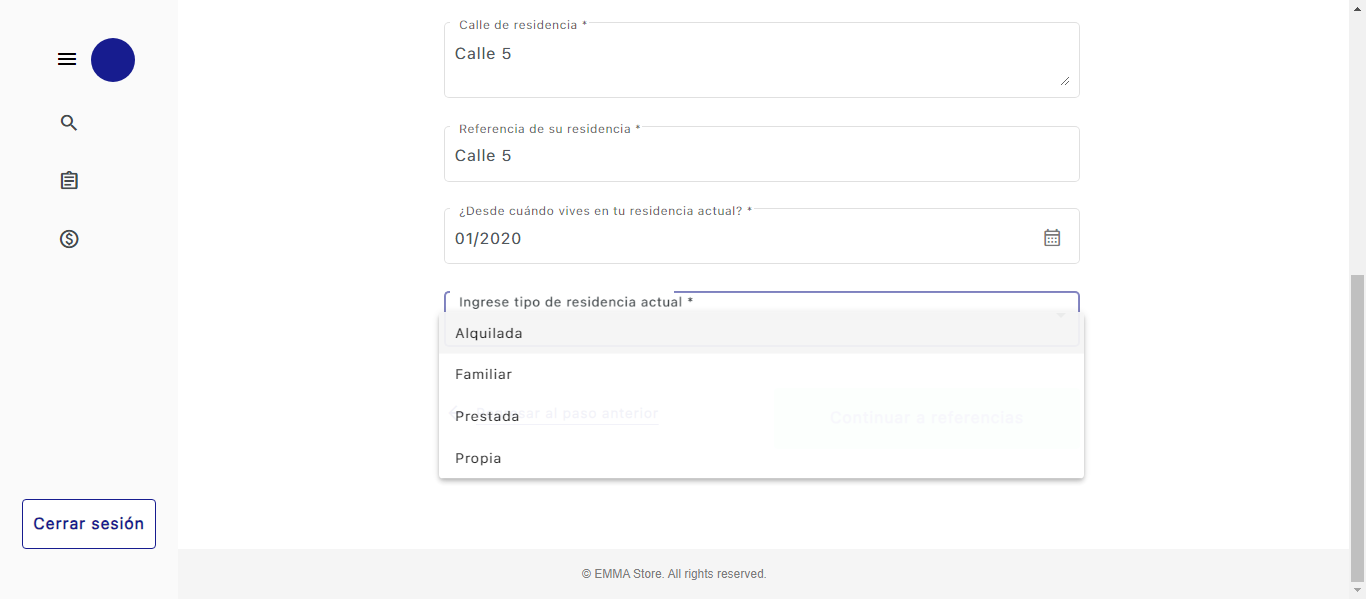 Calle de residencia *
Calle 5
Referencia de su residencia *
Calle 5
¿Desde cuándo vives en tu residencia actual? *
01/2020
Ingrese tipo de residencia actual *
Alquilada
Familiar
al paso anterior
Continuar a referencias
Prestada
Propia
Cerrar sesión
© EMMA Store. All rights reserved.